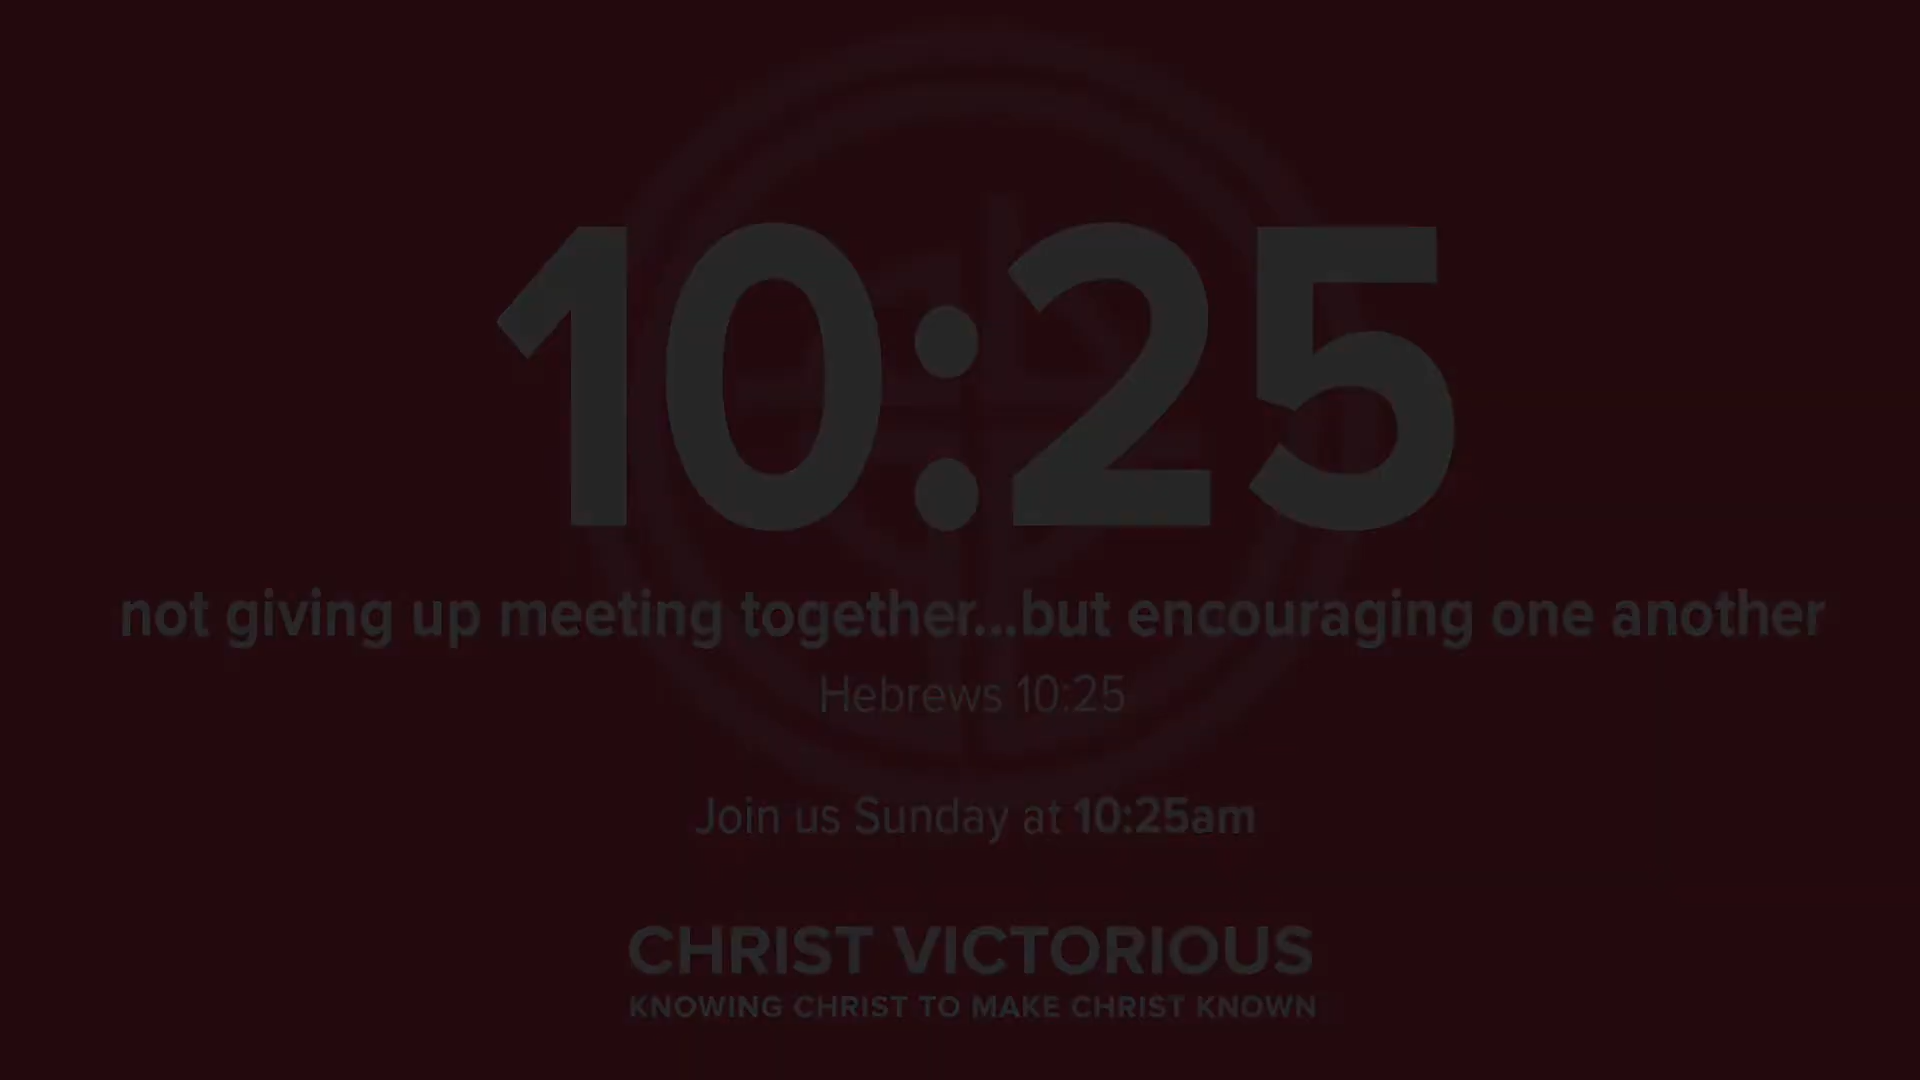 10:25
not giving up meeting together...but encouraging one another
Hebrews 10:25
Join us Sunday at 10:25am
CHRIST VICTORIOUS
KNOWING CHRIST TO MAKE CHRIST KNOWN